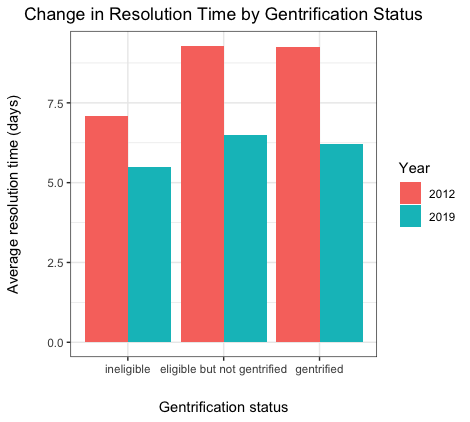 Change in Resolution Time by Gentrification Status
Average resolution time (days)
7.5
5.0
2.5
0.0
ineligible
eligible but not gentrified
gentrified
Gentrification status
Year
2012
2019